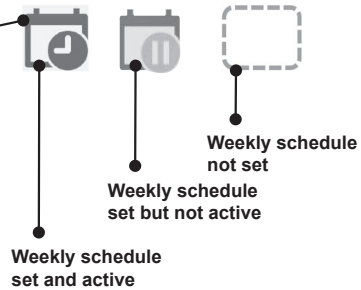 Weekly schedule
not set
Weekly schedule
set but not active
Weekly schedule
set and active